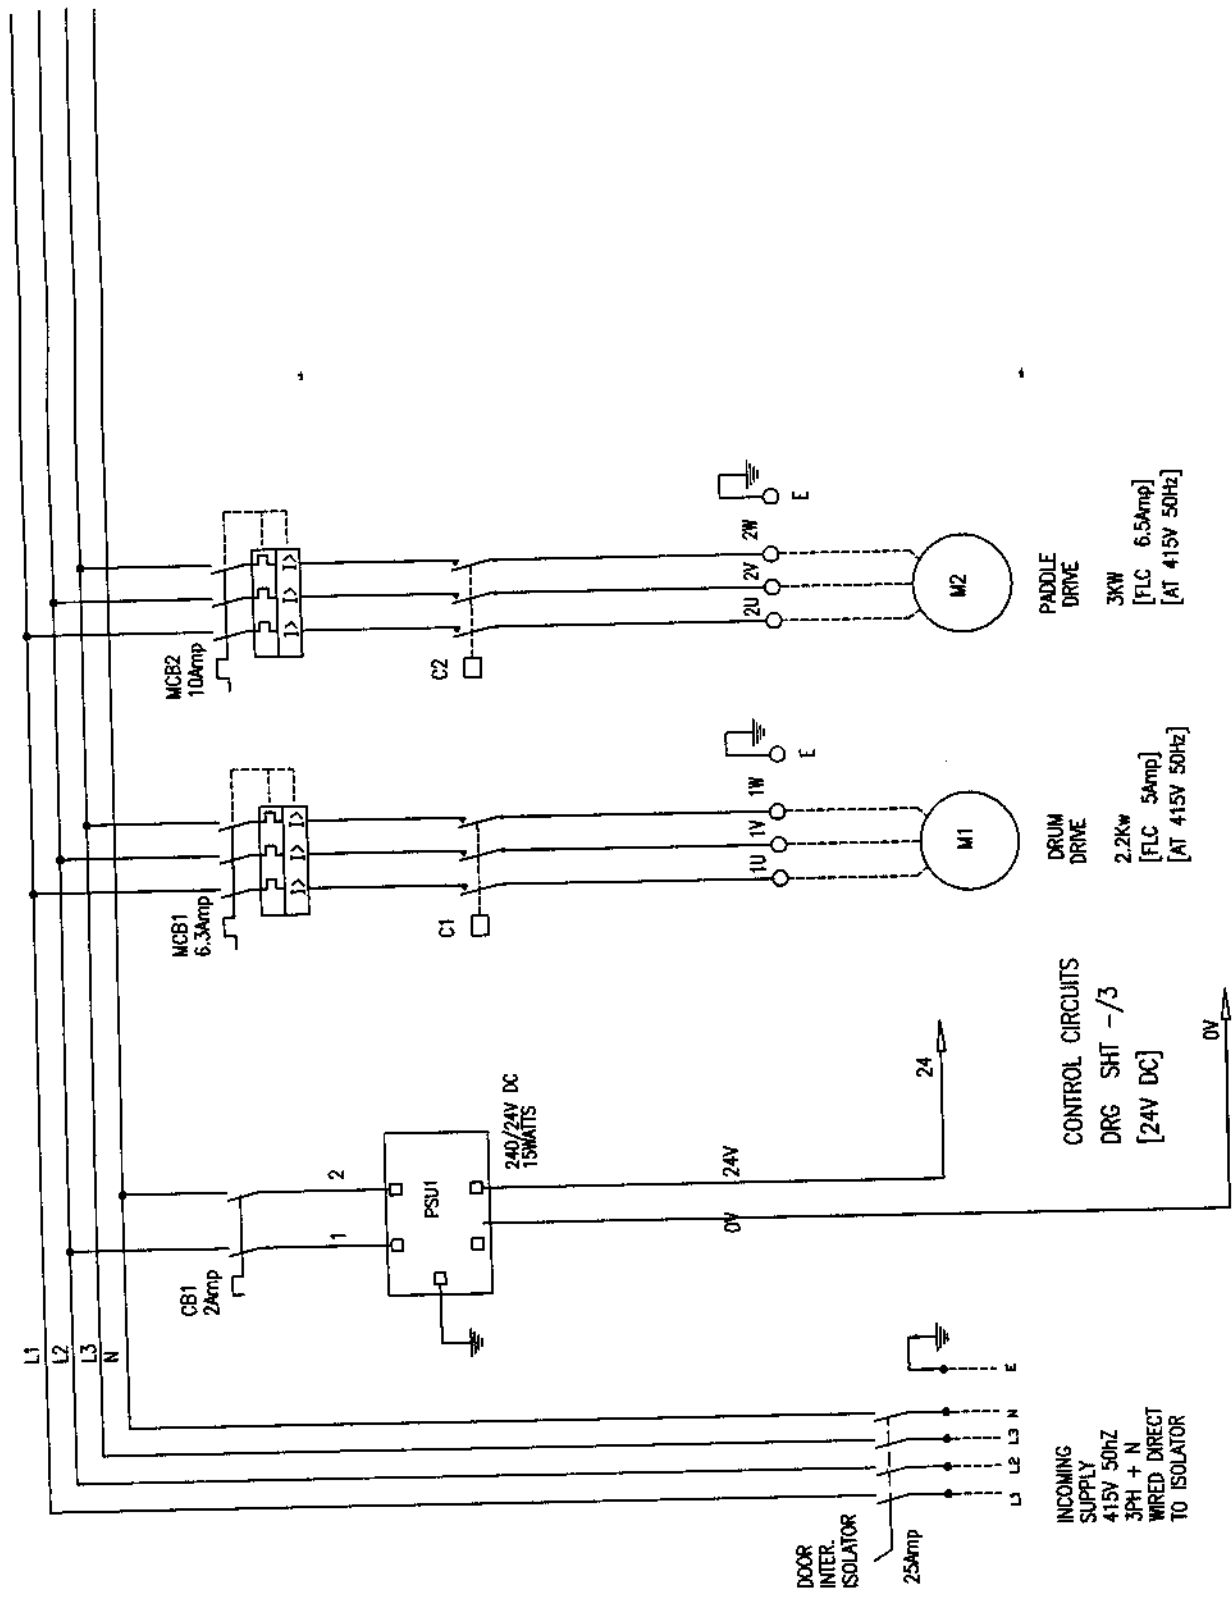 L1
L2
L3
N
CB1
2Amp
1
2
PSU1
240/24V DC
15WATTS
0V
24V
24
0V
CONTROL CIRCUITS
DRG SHT -/3
[24V DC]
MCB1
6.3Amp
I>
I>
I>
C1
1U
1V
1W
E
M1
DRUM
DRIVE
2.2Kw
[FLC 5Amp]
[AT 415V 50Hz]
MCB2
10Amp
I>
I>
I>
C2
2U
2V
2W
E
M2
PADDLE
DRIVE
3KW
[FLC 6.5Amp]
[AT 415V 50Hz]
DOOR
INTER.
ISOLATOR
25Amp
L1
L2
L3
N
E
INCOMING
SUPPLY
415V 50hZ
3PH + N
WIRED DIRECT
TO ISOLATOR